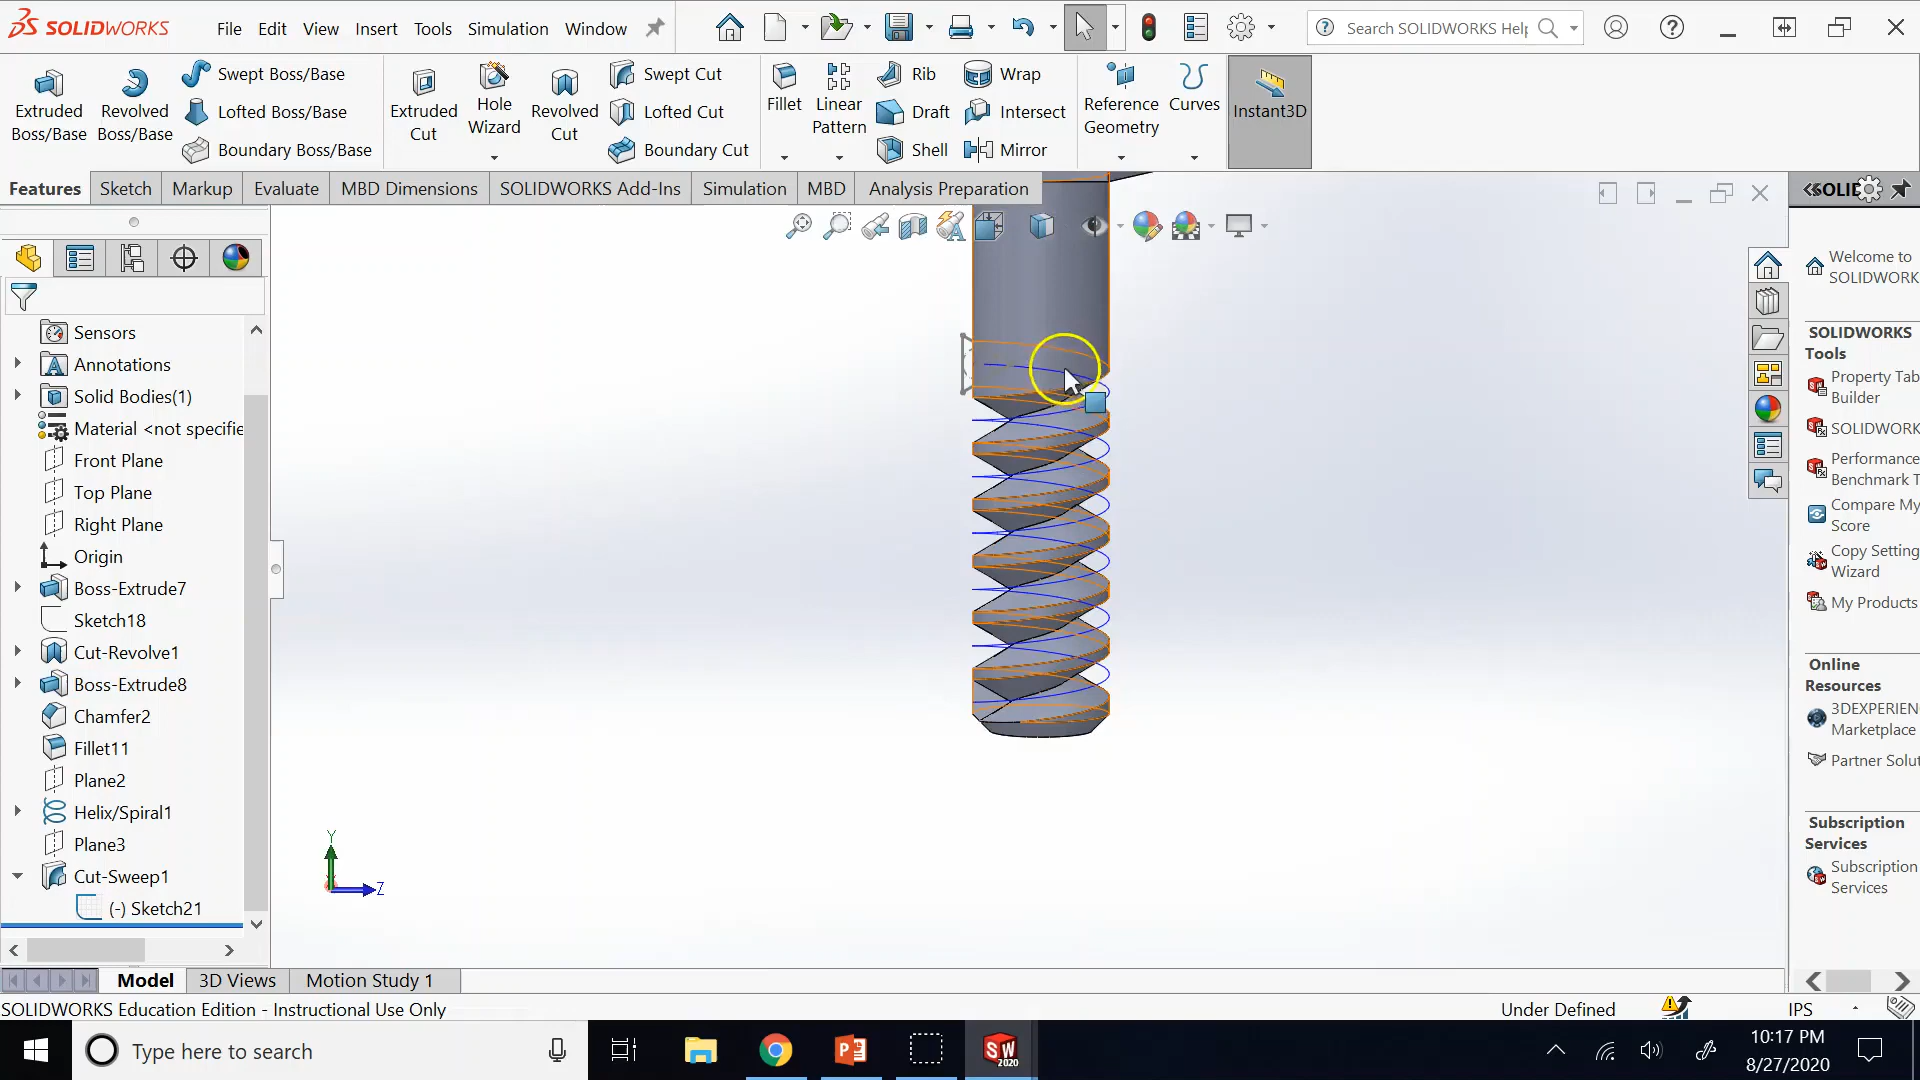 SOLIDWORKS
File Edit View Insert Tools Simulation Window
Search SOLIDWORKS Help
Extruded Boss/Base
Revolved Boss/Base
Swept Boss/Base
Lofted Boss/Base
Boundary Boss/Base
Extruded Cut
Hole Wizard
Revolved Cut
Swept Cut
Lofted Cut
Boundary Cut
Fillet
Linear Pattern
Rib
Draft
Shell
Wrap
Intersect
Mirror
Reference Geometry
Curves
Instant3D
Features Sketch Markup Evaluate MBD Dimensions SOLIDWORKS Add-Ins Simulation MBD Analysis Preparation
Sensors
Annotations
Solid Bodies(1)
Material <not specifie
Front Plane
Top Plane
Right Plane
Origin
Boss-Extrude7
Sketch18
Cut-Revolve1
Boss-Extrude8
Chamfer2
Fillet11
Plane2
Helix/Spiral1
Plane3
Cut-Sweep1
(-) Sketch21
Y
Z
SOLID
Welcome to
SOLIDWORK
SOLIDWORKS
Tools
Property Tab
Builder
SOLIDWORK
Performance
Benchmark T
Compare My
Score
Copy Setting
Wizard
My Products
Online
Resources
3DEXPERIEN
Marketplace
Partner Solut
Subscription
Services
Subscription
Services
Model 3D Views Motion Study 1
SOLIDWORKS Education Edition - Instructional Use Only
Under Defined
IPS
Type here to search
SW
2020
10:17 PM
8/27/2020